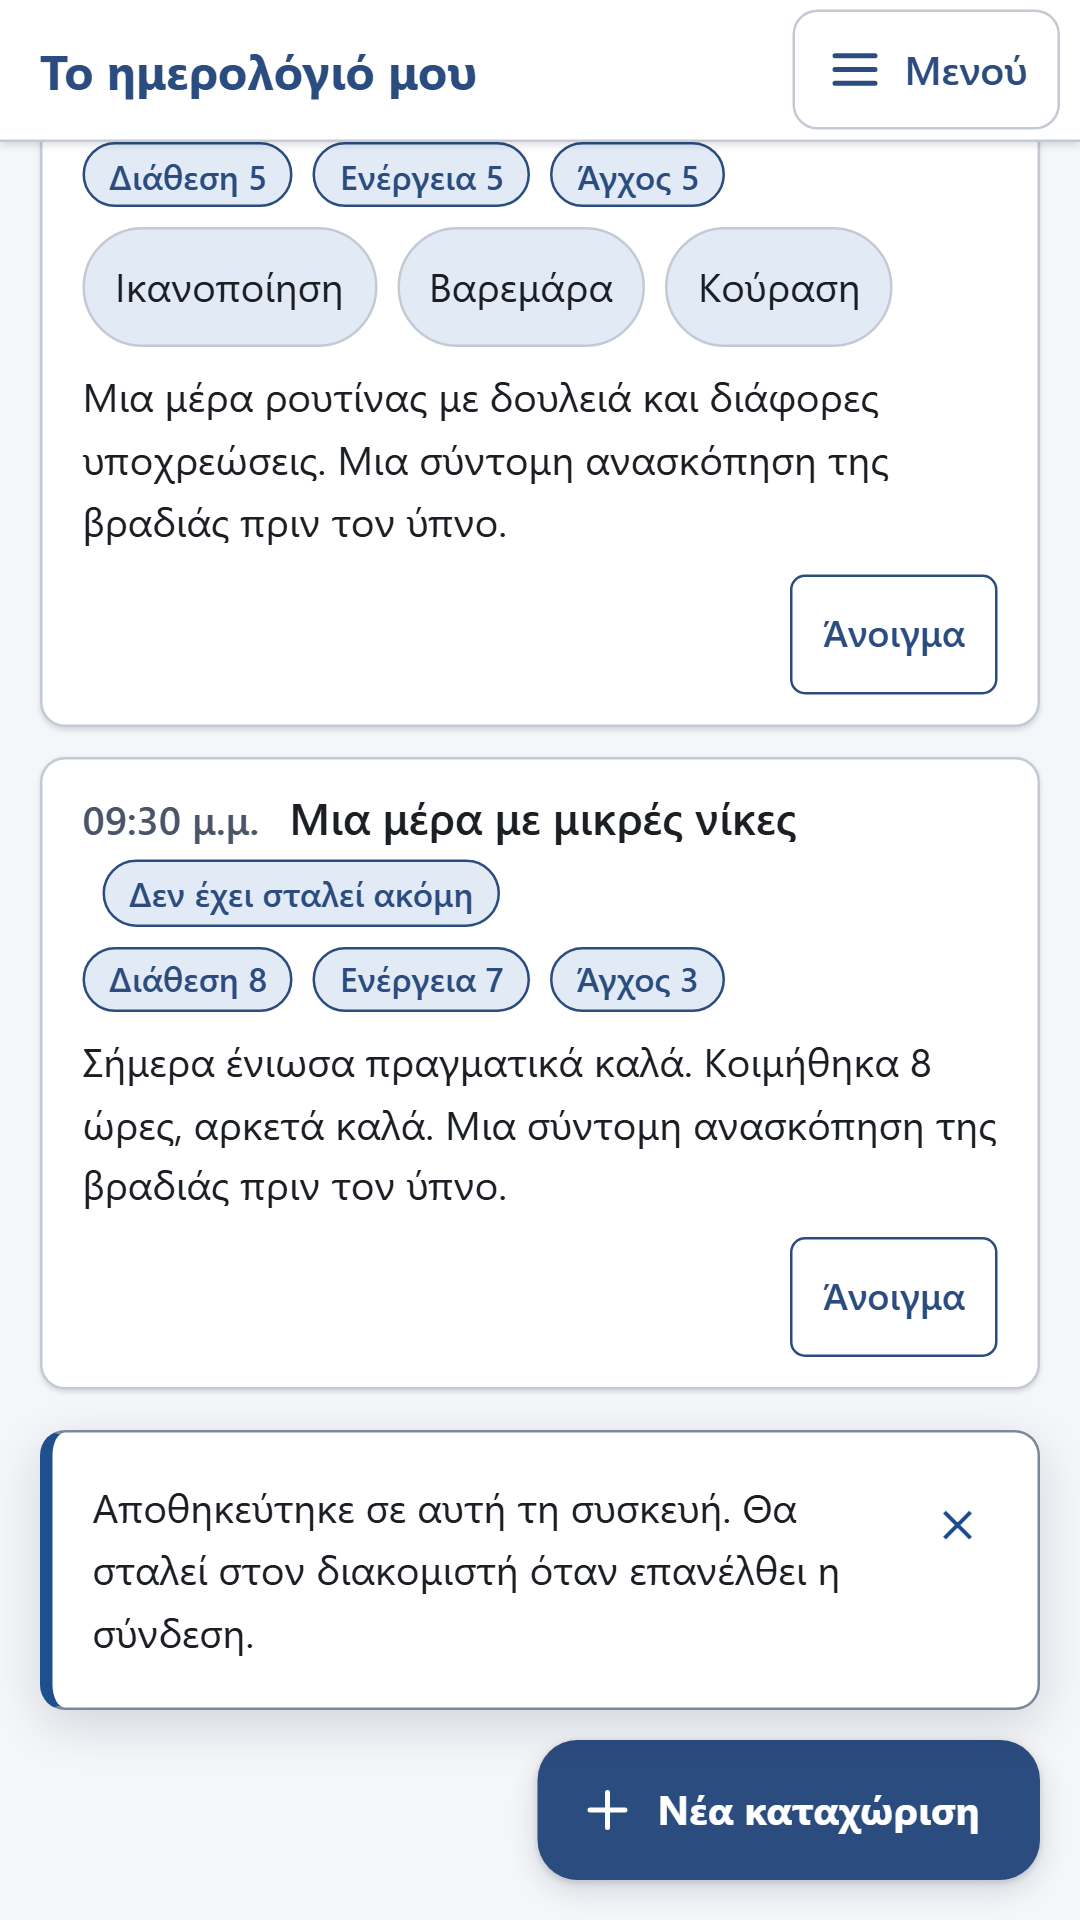 Το ημερολόγιό μου
Μενού
Διάθεση 5 Ενέργεια 5 Άγχος 5
Ικανοποίηση Βαρεμάρα Κούραση
Μια μέρα ρουτίνας με δουλειά και διάφορες
υποχρεώσεις. Μια σύντομη ανασκόπηση της
βραδιάς πριν τον ύπνο.
Άνοιγμα
09:30 μ.μ. Μια μέρα με μικρές νίκες
Δεν έχει σταλεί ακόμη
Διάθεση 8 Ενέργεια 7 Άγχος 3
Σήμερα ένιωσα πραγματικά καλά. Κοιμήθηκα 8
ώρες, αρκετά καλά. Μια σύντομη ανασκόπηση της
βραδιάς πριν τον ύπνο.
Άνοιγμα
Αποθηκεύτηκε σε αυτή τη συσκευή. Θα
σταλεί στον διακομιστή όταν επανέλθει η
σύνδεση.
Νέα καταχώριση